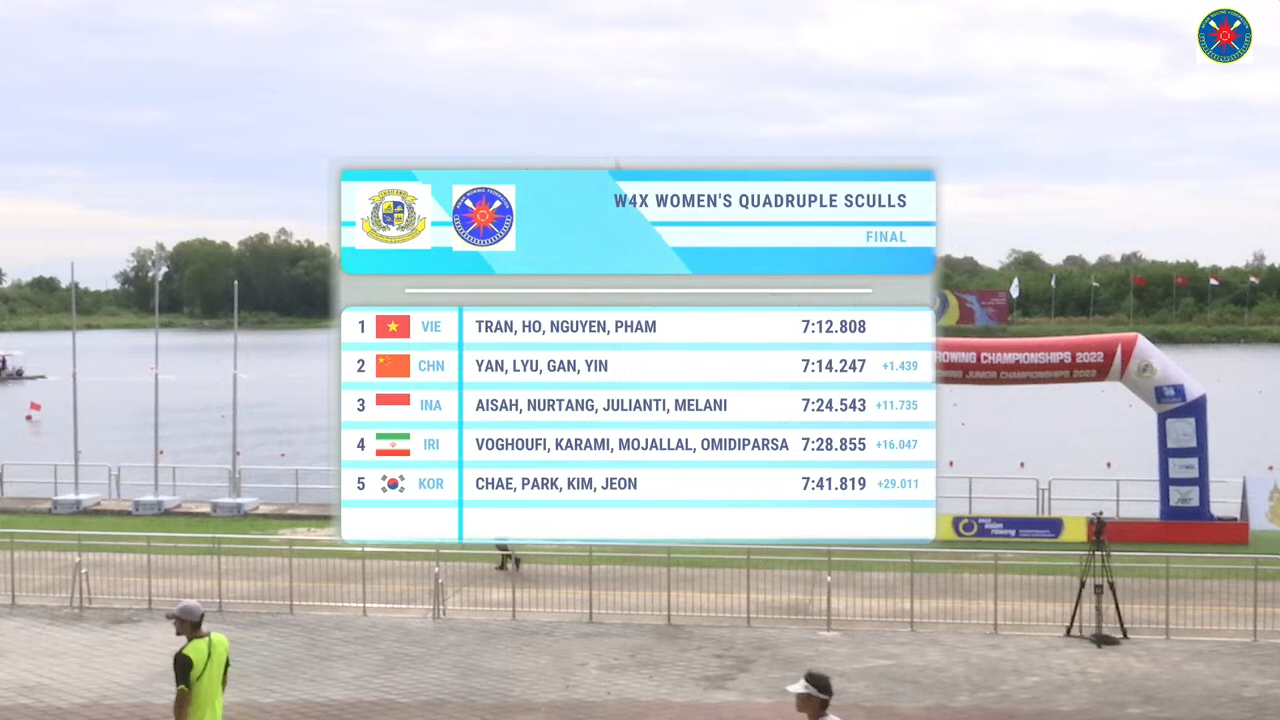 W4X WOMEN'S QUADRUPLE SCULLS
FINAL
1 VIE TRAN, HO, NGUYEN, PHAM 7:12.808
2 CHN YAN, LYU, GAN, YIN 7:14.247 +1.439
3 INA AISAH, NURTANG, JULIANTI, MELANI 7:24.543 +11.735
4 IRI VOGHOUFI, KARAMI, MOJALLAL, OMIDIPARSA 7:28.855 +16.047
5 KOR CHAE, PARK, KIM, JEON 7:41.819 +29.011
ROWING CHAMPIONSHIPS 2022
ROWING JUNIOR CHAMPIONSHIPS 2022
asian
rowing